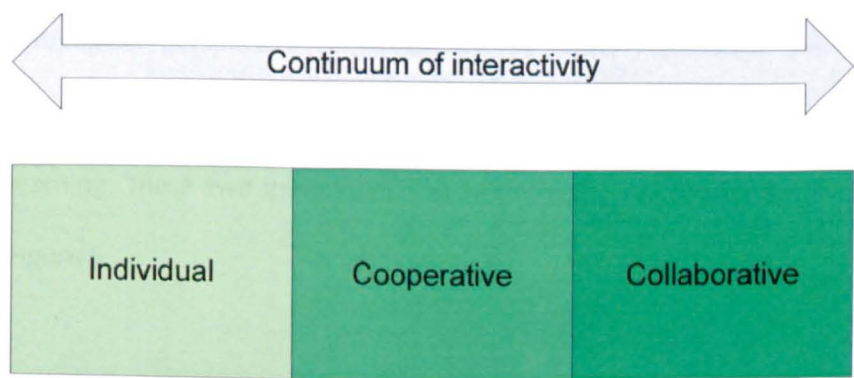 Continuum of interactivity
Individual
Cooperative
Collaborative